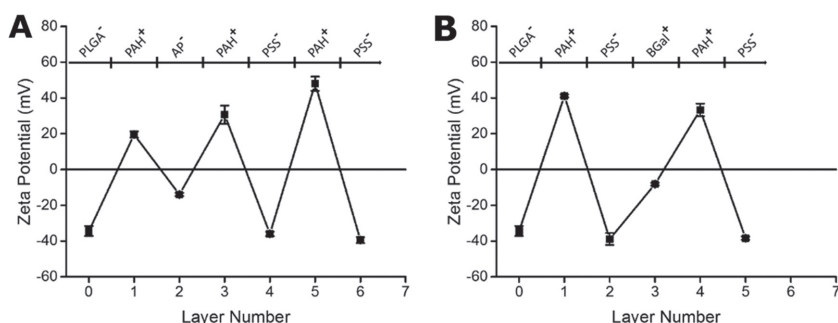 A
PLGA⁻ PAH⁺ AP⁻ PAH⁺ PSS⁻ PAH⁺ PSS⁻
Zeta Potential (mV)
80
60
40
20
0
-20
-40
-60
0 1 2 3 4 5 6 7
Layer Number
B
PLGA⁻ PAH⁺ PSS⁻ BGal⁺ PAH⁺ PSS⁻
Zeta Potential (mV)
80
60
40
20
0
-20
-40
-60
0 1 2 3 4 5 6 7
Layer Number